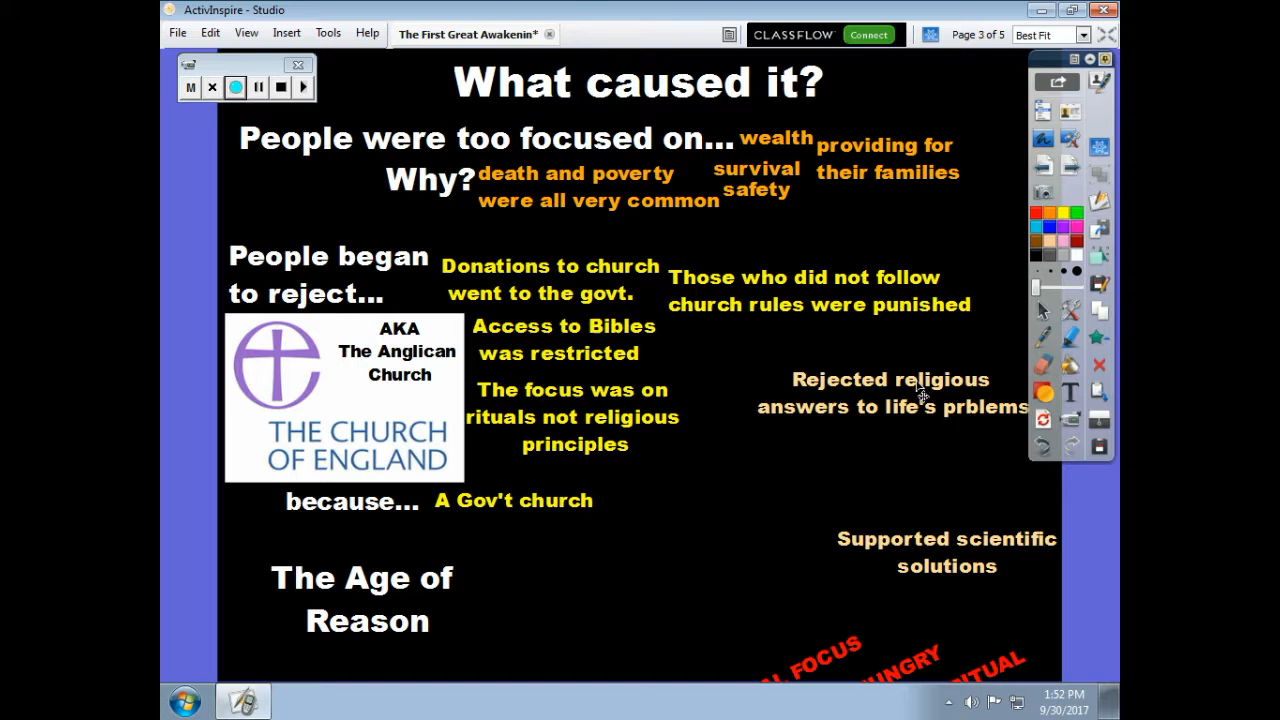 ActivInspire - Studio
File Edit View Insert Tools Help
The First Great Awakenin*
CLASSFLOW Connect
Page 3 of 5 Best Fit
M
What caused it?
People were too focused on... wealth providing for
their families
Why? death and poverty
were all very common
survival
safety
People began
to reject...
Donations to church
went to the govt.
Those who did not follow
church rules were punished
AKA
The Anglican
Church
THE CHURCH
OF ENGLAND
Access to Bibles
was restricted
The focus was on
rituals not religious
principles
Rejected religious
answers to life's prblems
because... A Gov't church
Supported scientific
solutions
The Age of
Reason
FOCUS
1:52 PM
9/30/2017